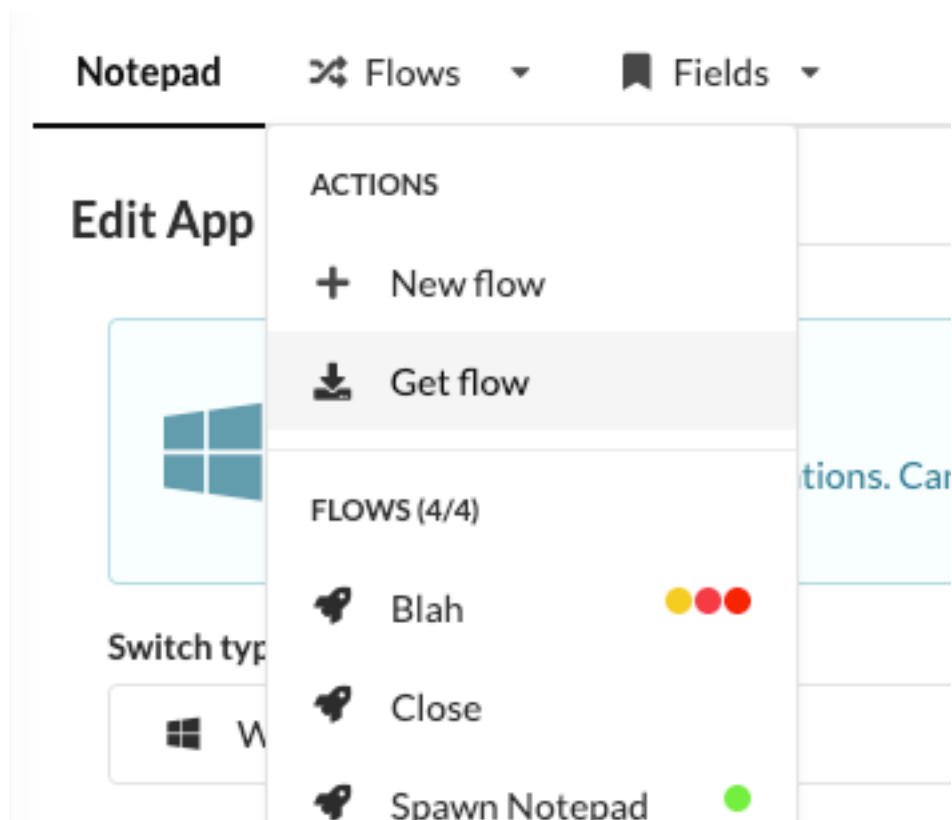 Notepad Flows Fields
ACTIONS
Edit App
New flow
Get flow
tions. Car
FLOWS (4/4)
Blah
Switch typ
Close
W
Spawn Notepad